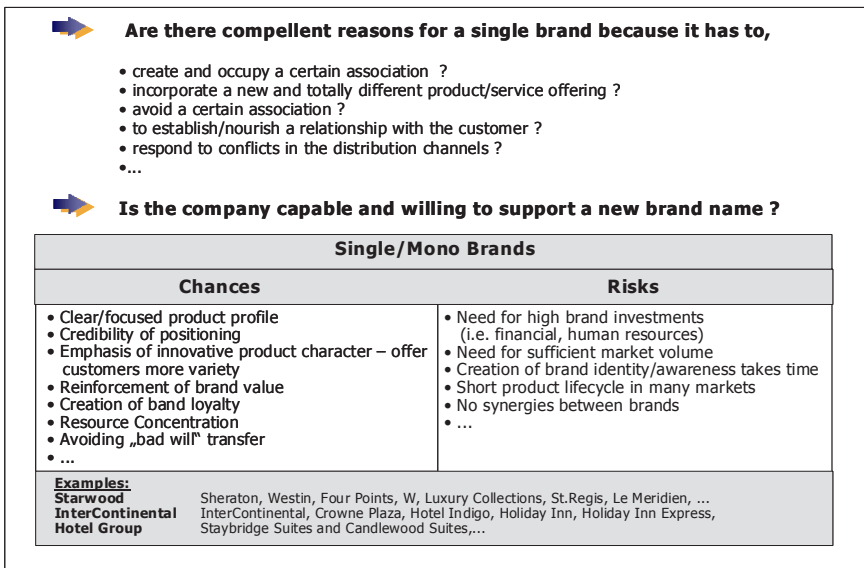 Are there compellent reasons for a single brand because it has to,
• create and occupy a certain association ?
• incorporate a new and totally different product/service offering ?
• avoid a certain association ?
• to establish/nourish a relationship with the customer ?
• respond to conflicts in the distribution channels ?
•...
Is the company capable and willing to support a new brand name ?
Single/Mono Brands
Chances
• Clear/focused product profile
• Credibility of positioning
• Emphasis of innovative product character – offer
customers more variety
• Reinforcement of brand value
• Creation of band loyalty
• Resource Concentration
• Avoiding „bad will“ transfer
• ...
Risks
• Need for high brand investments
(i.e. financial, human resources)
• Need for sufficient market volume
• Creation of brand identity/awareness takes time
• Short product lifecycle in many markets
• No synergies between brands
• ...
Examples:
Starwood Sheraton, Westin, Four Points, W, Luxury Collections, St.Regis, Le Meridien, ...
InterContinental InterContinental, Crowne Plaza, Hotel Indigo, Holiday Inn, Holiday Inn Express,
Hotel Group Staybridge Suites and Candlewood Suites,...